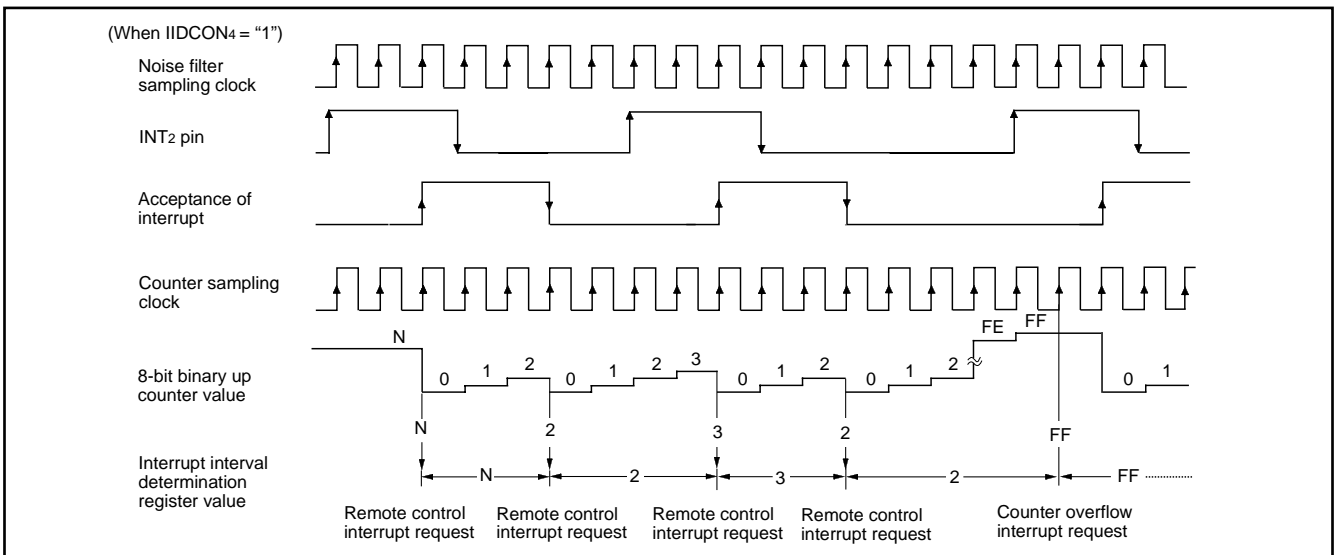 (When IIDCON4 = “1”)
Noise filter
sampling clock
INT2 pin
Acceptance of
interrupt
Counter sampling
clock
8-bit binary up
counter value
N
0
1
2
0
1
2
3
0
1
2
0
1
2
FE
FF
0
1
N
2
3
2
FF
Interrupt interval
determination
register value
N
2
3
2
FF
Remote control
interrupt request
Remote control
interrupt request
Remote control
interrupt request
Remote control
interrupt request
Counter overflow
interrupt request